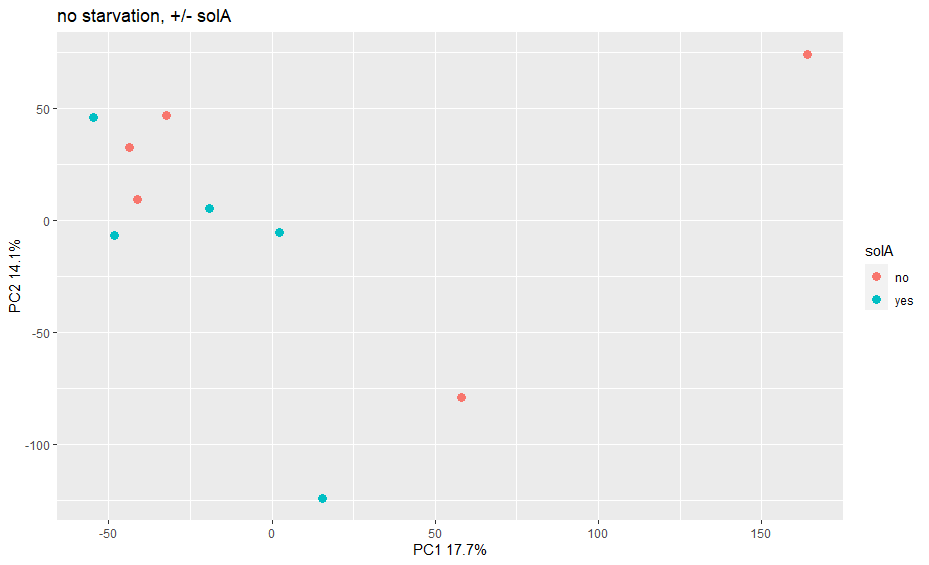 no starvation, +/- solA
50
0
-50
-100
PC2 14.1%
-50
0
50
100
150
PC1 17.7%
solA
no
yes